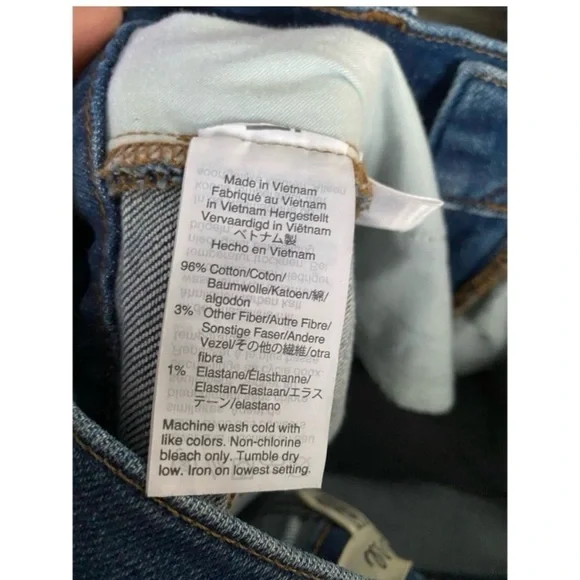 Made in Vietnam
Fabriqué au Vietnam
in Vietnam Hergestellt
Vervaardigd in Viëtnam
ベトナム製
Hecho en Vietnam
96% Cotton/Coton/
Baumwolle/Katoen/綿/
algodón
3% Other Fiber/Autre Fibre/
Sonstige Faser/Andere
Vezel/その他の繊維/otra
fibra
1% Elastane/Élasthanne/
Elastan/Elastaan/エラス
テーン/elastano
Machine wash cold with
like colors. Non-chlorine
bleach only. Tumble dry
low. Iron on lowest setting.